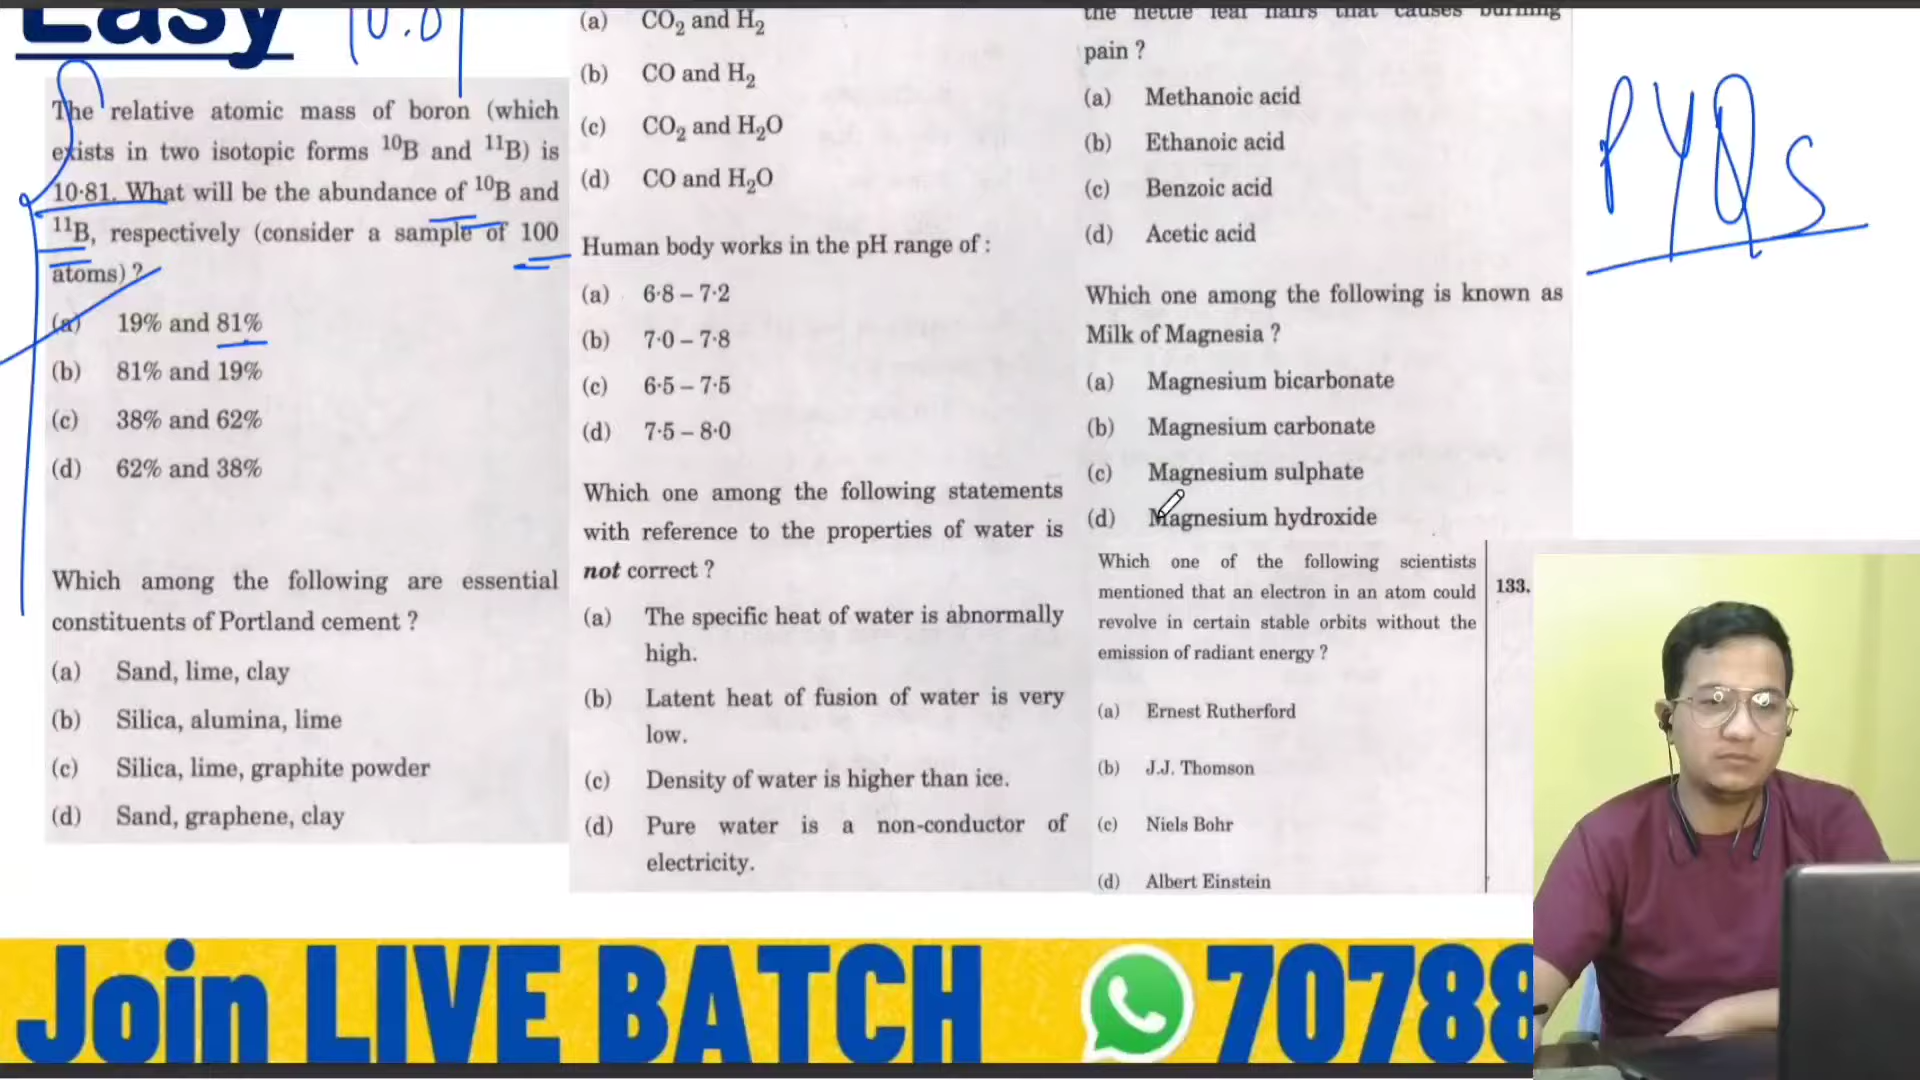 Easy
10.81
The relative atomic mass of boron (which
exists in two isotopic forms ¹⁰B and ¹¹B) is
10·81. What will be the abundance of ¹⁰B and
¹¹B, respectively (consider a sample of 100
atoms) ?
(a) 19% and 81%
(b) 81% and 19%
(c) 38% and 62%
(d) 62% and 38%
Which among the following are essential
constituents of Portland cement ?
(a) Sand, lime, clay
(b) Silica, alumina, lime
(c) Silica, lime, graphite powder
(d) Sand, graphene, clay
(a) CO₂ and H₂
(b) CO and H₂
(c) CO₂ and H₂O
(d) CO and H₂O
Human body works in the pH range of :
(a) 6·8 – 7·2
(b) 7·0 – 7·8
(c) 6·5 – 7·5
(d) 7·5 – 8·0
Which one among the following statements
with reference to the properties of water is
not correct ?
(a) The specific heat of water is abnormally
high.
(b) Latent heat of fusion of water is very
low.
(c) Density of water is higher than ice.
(d) Pure water is a non-conductor of
electricity.
the nettle leaf hairs that causes burning
pain ?
(a) Methanoic acid
(b) Ethanoic acid
(c) Benzoic acid
(d) Acetic acid
Which one among the following is known as
Milk of Magnesia ?
(a) Magnesium bicarbonate
(b) Magnesium carbonate
(c) Magnesium sulphate
(d) Magnesium hydroxide
Which one of the following scientists
mentioned that an electron in an atom could
revolve in certain stable orbits without the
emission of radiant energy ?
(a) Ernest Rutherford
(b) J.J. Thomson
(c) Niels Bohr
(d) Albert Einstein
133.
PYQs
Join LIVE BATCH 70788